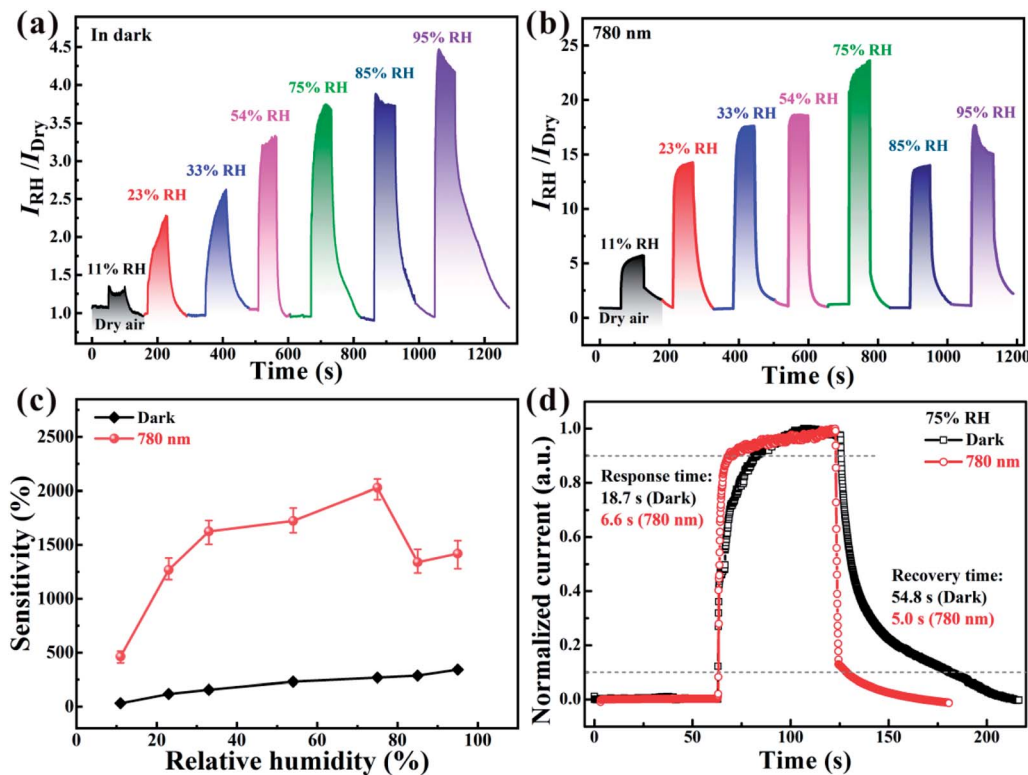 (a)
In dark
11% RH
23% RH
33% RH
54% RH
75% RH
85% RH
95% RH
Dry air
4.5
4.0
3.5
3.0
2.5
2.0
1.5
1.0
I_RH /I_Dry
0 200 400 600 800 1000 1200
Time (s)
(b)
780 nm
11% RH
23% RH
33% RH
54% RH
75% RH
85% RH
95% RH
Dry air
25
20
15
10
5
0
I_RH /I_Dry
0 200 400 600 800 1000 1200
Time (s)
(c)
Dark
780 nm
2500
2000
1500
1000
500
0
Sensitivity (%)
0 20 40 60 80 100
Relative humidity (%)
(d)
75% RH
Dark
780 nm
Response time:
18.7 s (Dark)
6.6 s (780 nm)
Recovery time:
54.8 s (Dark)
5.0 s (780 nm)
1.0
0.8
0.6
0.4
0.2
0.0
Normalized current (a.u.)
0 50 100 150 200
Time (s)